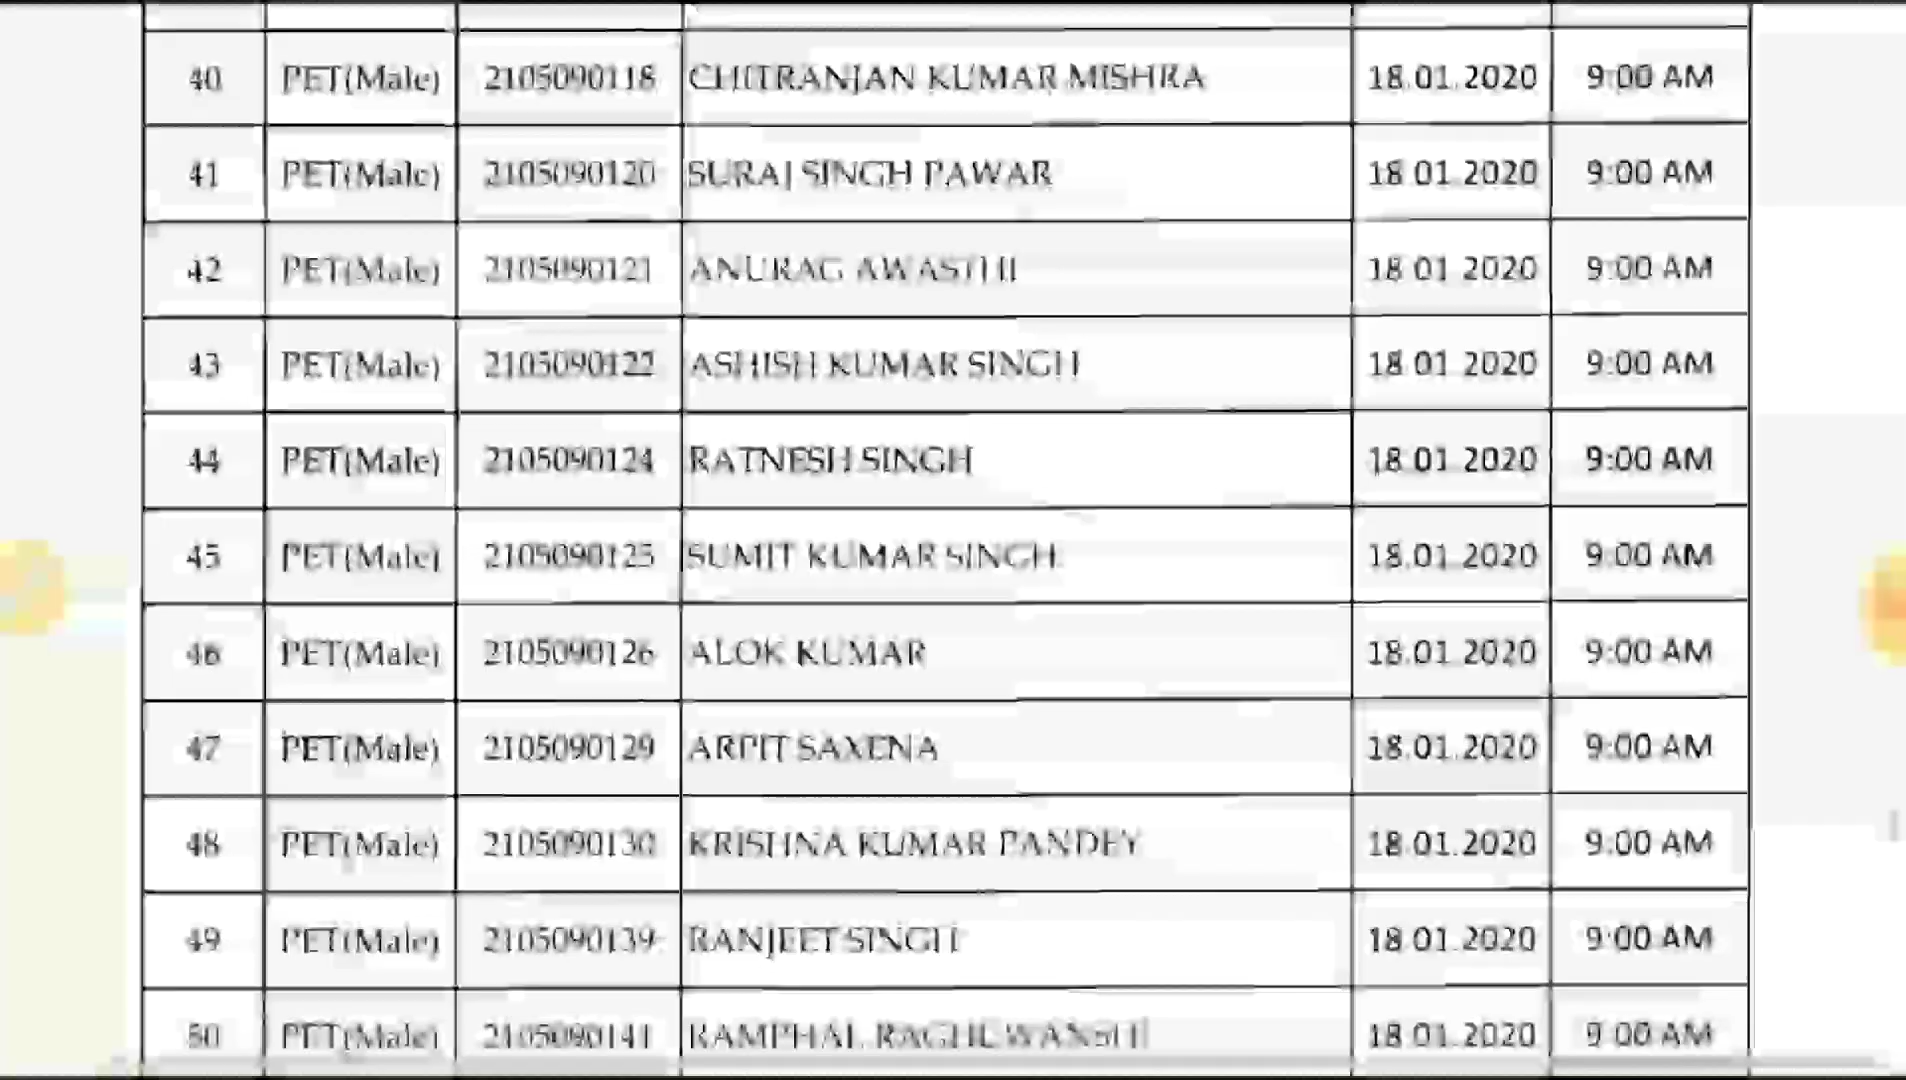 40 PET(Male) 2105090118 CHITRANJAN KUMAR MISHRA 18.01.2020 9:00 AM
41 PET(Male) 2105090120 SURAJ SINGH PAWAR 18.01.2020 9:00 AM
42 PET(Male) 2105090121 ANURAG AWASTHI 18.01.2020 9:00 AM
43 PET(Male) 2105090122 ASHISH KUMAR SINGH 18.01.2020 9:00 AM
44 PET(Male) 2105090124 RATNESH SINGH 18.01.2020 9:00 AM
45 PET(Male) 2105090125 SUMIT KUMAR SINGH 18.01.2020 9:00 AM
46 PET(Male) 2105090126 ALOK KUMAR 18.01.2020 9:00 AM
47 PET(Male) 2105090129 ARPIT SAXENA 18.01.2020 9:00 AM
48 PET(Male) 2105090130 KRISHNA KUMAR PANDEY 18.01.2020 9:00 AM
49 PET(Male) 2105090139 RANJEET SINGH 18.01.2020 9:00 AM
50 PET(Male) 2105090141 RAMPHAL RAGHUWANSHI 18.01.2020 9:00 AM